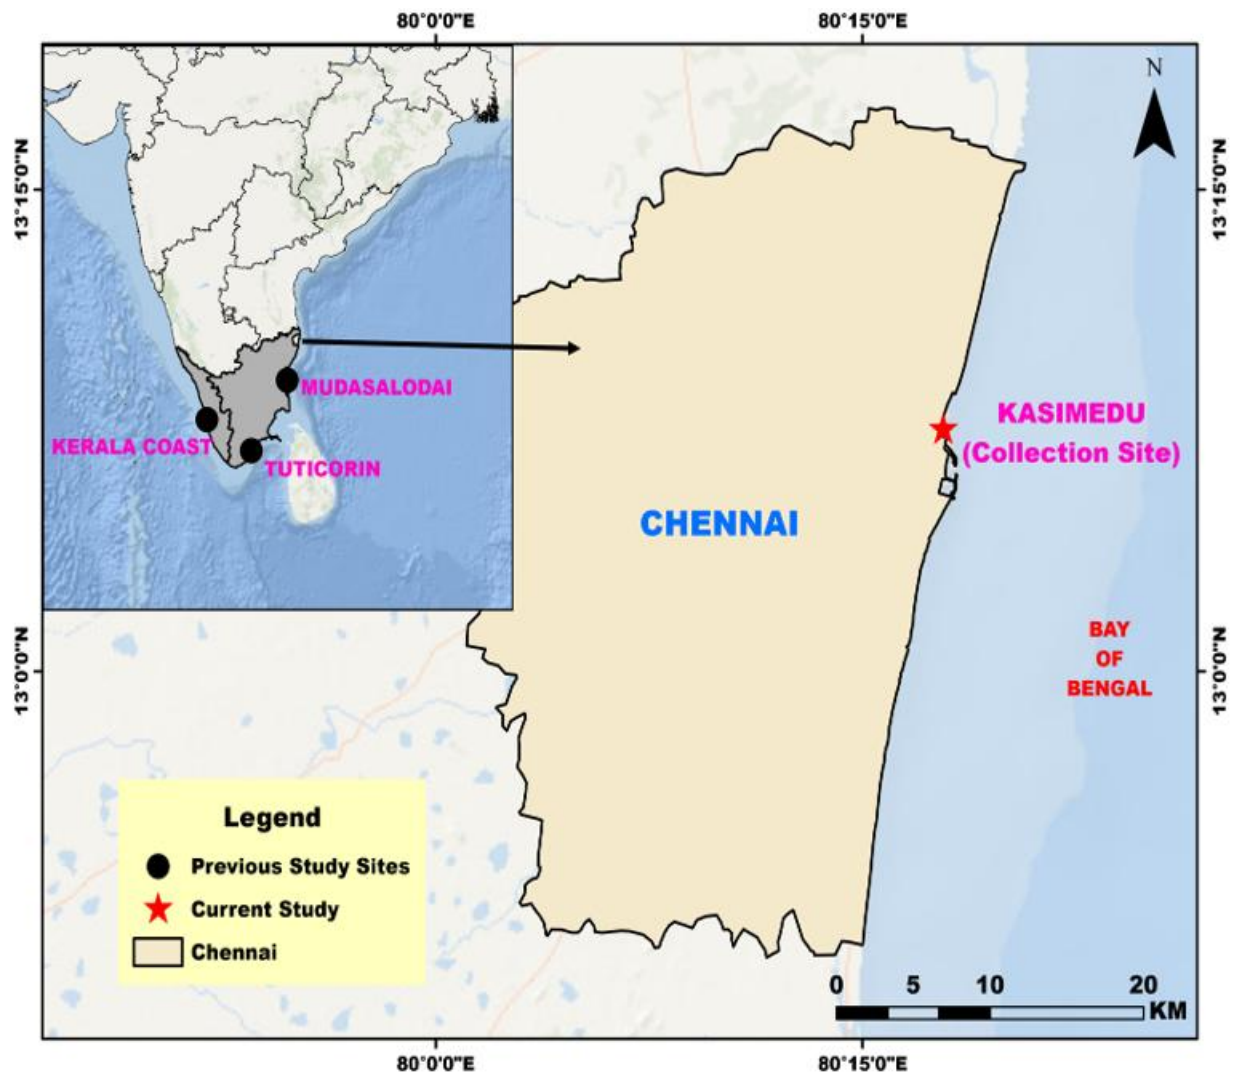 80°0'0"E
80°15'0"E
N
13°15'0"N
13°15'0"N
MUDASALODAI
KERALA COAST
TUTICORIN
KASIMEDU
(Collection Site)
CHENNAI
BAY
OF
BENGAL
13°0'0"N
13°0'0"N
Legend
Previous Study Sites
Current Study
Chennai
0 5 10 20
KM
80°0'0"E
80°15'0"E